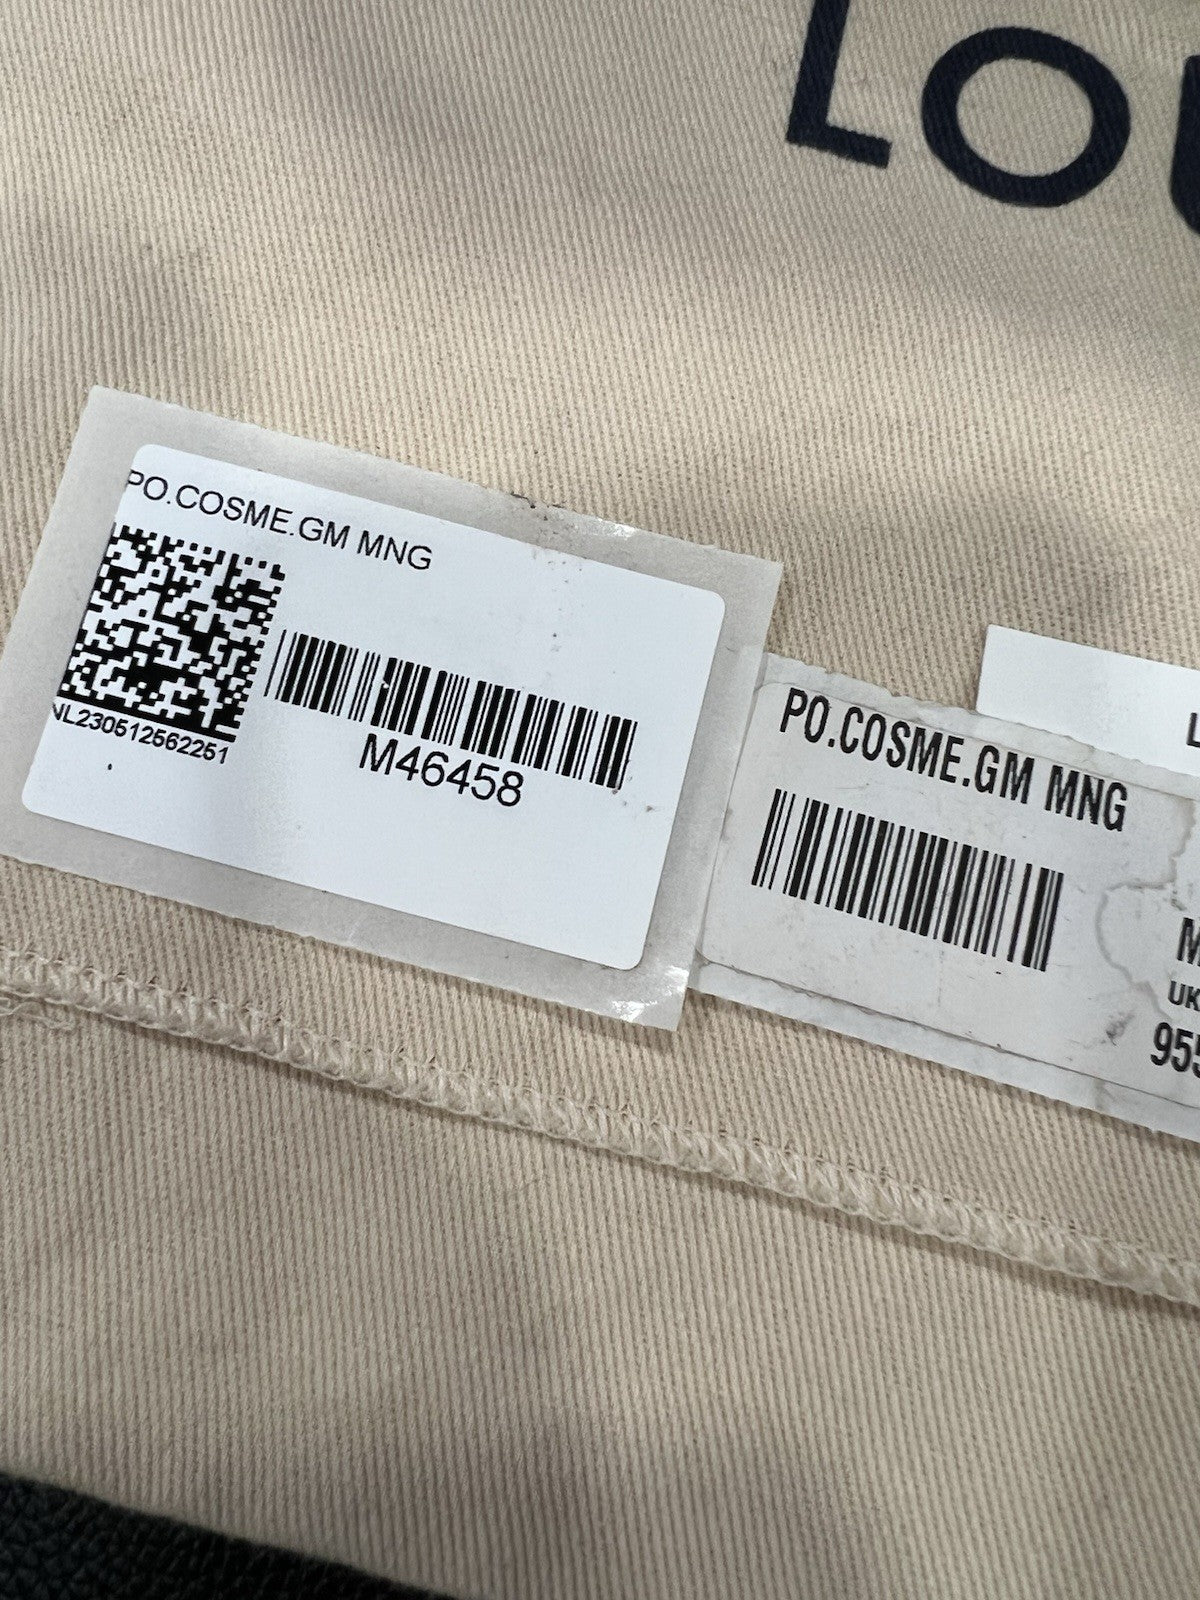 LOU
PO.COSME.GM MNG
NL230512562251
M46458
PO.COSME.GM MNG
L
M
UK
955